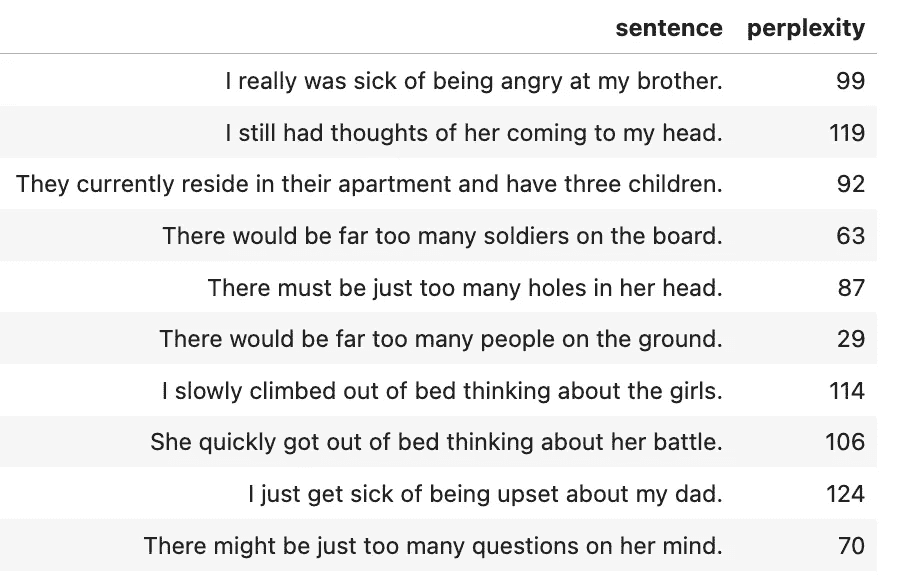 sentence perplexity
I really was sick of being angry at my brother. 99
I still had thoughts of her coming to my head. 119
They currently reside in their apartment and have three children. 92
There would be far too many soldiers on the board. 63
There must be just too many holes in her head. 87
There would be far too many people on the ground. 29
I slowly climbed out of bed thinking about the girls. 114
She quickly got out of bed thinking about her battle. 106
I just get sick of being upset about my dad. 124
There might be just too many questions on her mind. 70